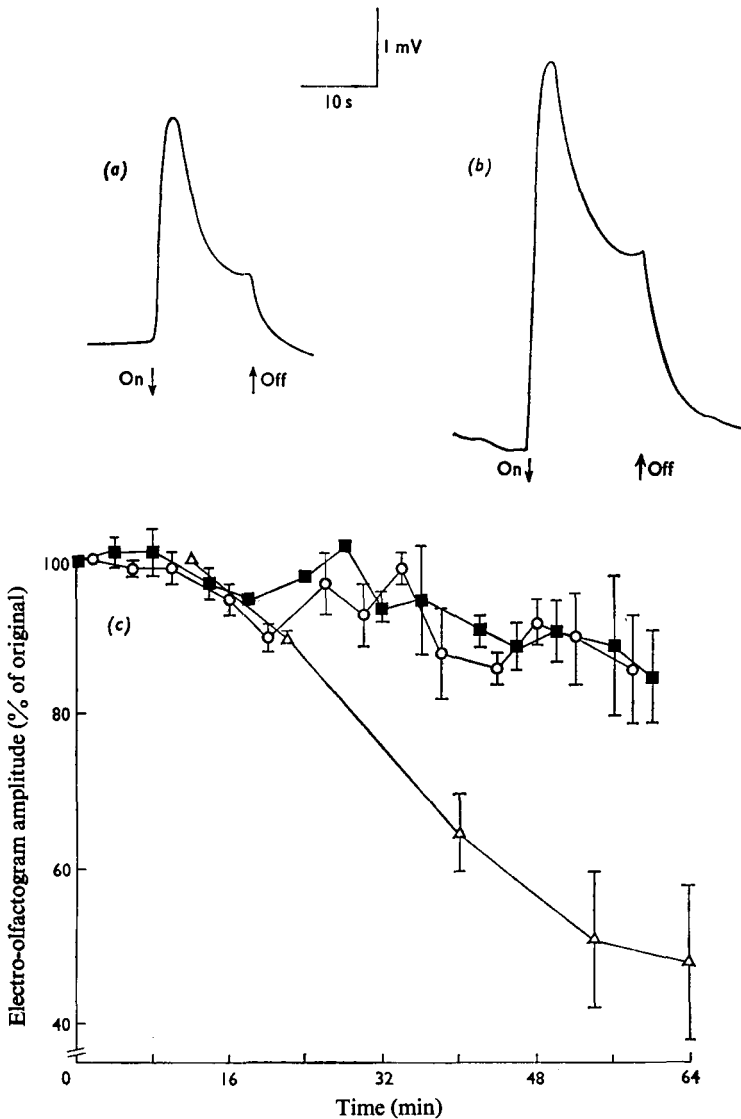 1 mV
10 s
(a)
(b)
On
Off
On
Off
100
(c)
80
60
40
0
16
32
48
64
Electro-olfactogram amplitude (% of original)
Time (min)